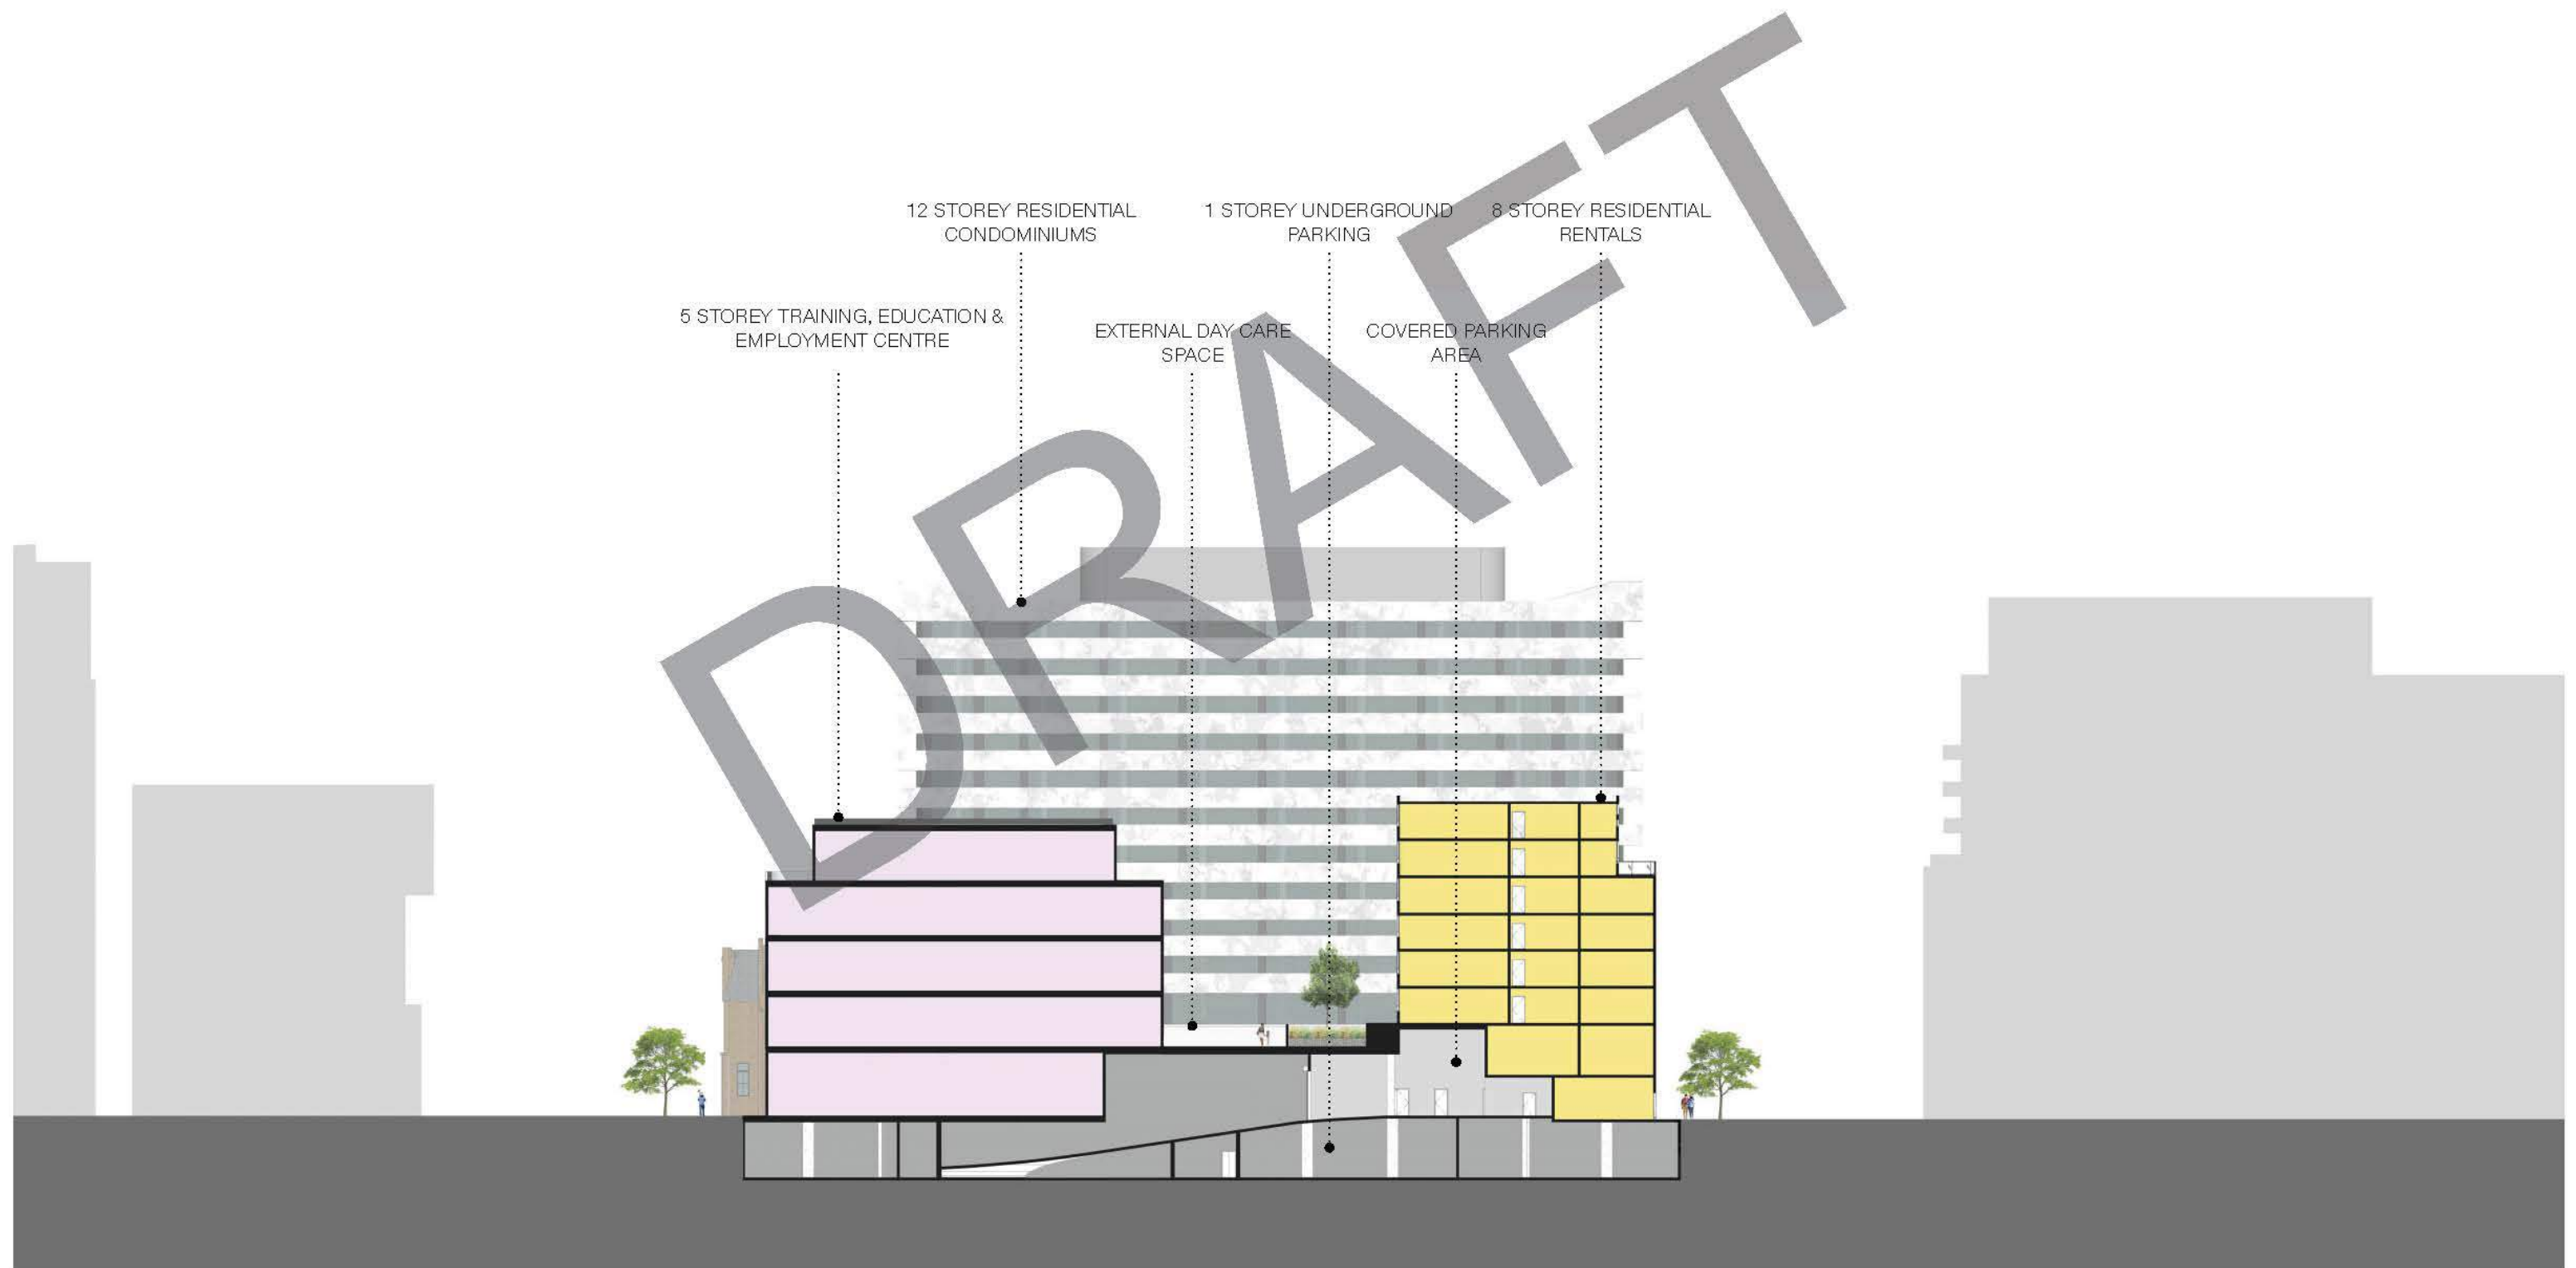 12 STOREY RESIDENTIAL
CONDOMINIUMS
1 STOREY UNDERGROUND
PARKING
8 STOREY RESIDENTIAL
RENTALS
5 STOREY TRAINING, EDUCATION &
EMPLOYMENT CENTRE
EXTERNAL DAY CARE
SPACE
COVERED PARKING
AREA
DRAFT